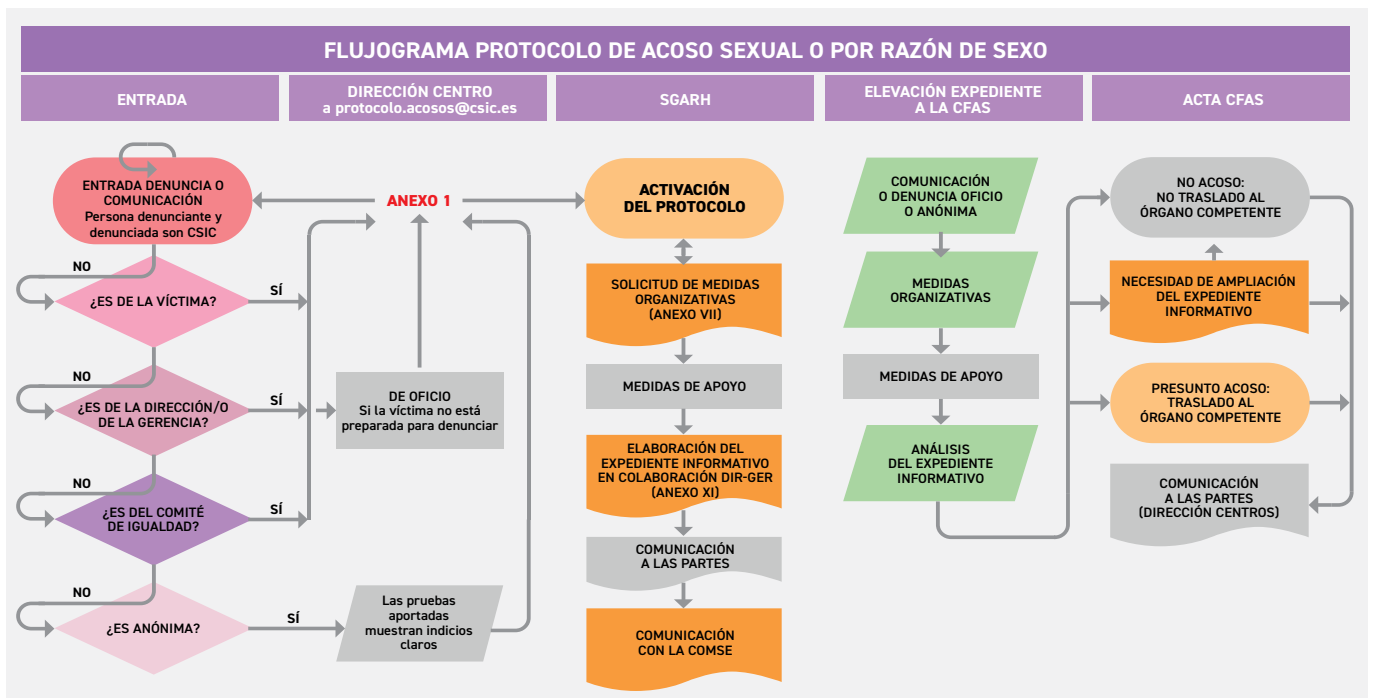 FLUJOGRAMA PROTOCOLO DE ACOSO SEXUAL O POR RAZÓN DE SEXO
ENTRADA
DIRECCIÓN CENTRO
a protocolo.acosos@csic.es
SGARH
ELEVACIÓN EXPEDIENTE
A LA CFAS
ACTA CFAS
ENTRADA DENUNCIA O
COMUNICACIÓN
Persona denunciante y
denunciada son CSIC
NO
¿ES DE LA VÍCTIMA?
SÍ
NO
¿ES DE LA DIRECCIÓN/O
DE LA GERENCIA?
SÍ
NO
¿ES DEL COMITÉ
DE IGUALDAD?
SÍ
NO
¿ES ANÓNIMA?
SÍ
ANEXO 1
DE OFICIO
Si la víctima no está
preparada para denunciar
Las pruebas
aportadas
muestran indicios
claros
ACTIVACIÓN
DEL PROTOCOLO
SOLICITUD DE MEDIDAS
ORGANIZATIVAS
(ANEXO VII)
MEDIDAS DE APOYO
ELABORACIÓN DEL
EXPEDIENTE INFORMATIVO
EN COLABORACIÓN DIR-GER
(ANEXO XI)
COMUNICACIÓN
A LAS PARTES
COMUNICACIÓN
CON LA COMSE
COMUNICACIÓN
O DENUNCIA OFICIO
O ANÓNIMA
MEDIDAS
ORGANIZATIVAS
MEDIDAS DE APOYO
ANÁLISIS
DEL EXPEDIENTE
INFORMATIVO
NO ACOSO:
NO TRASLADO AL
ÓRGANO COMPETENTE
NECESIDAD DE AMPLIACIÓN
DEL EXPEDIENTE
INFORMATIVO
PRESUNTO ACOSO:
TRASLADO AL
ÓRGANO COMPETENTE
COMUNICACIÓN
A LAS PARTES
(DIRECCIÓN CENTROS)